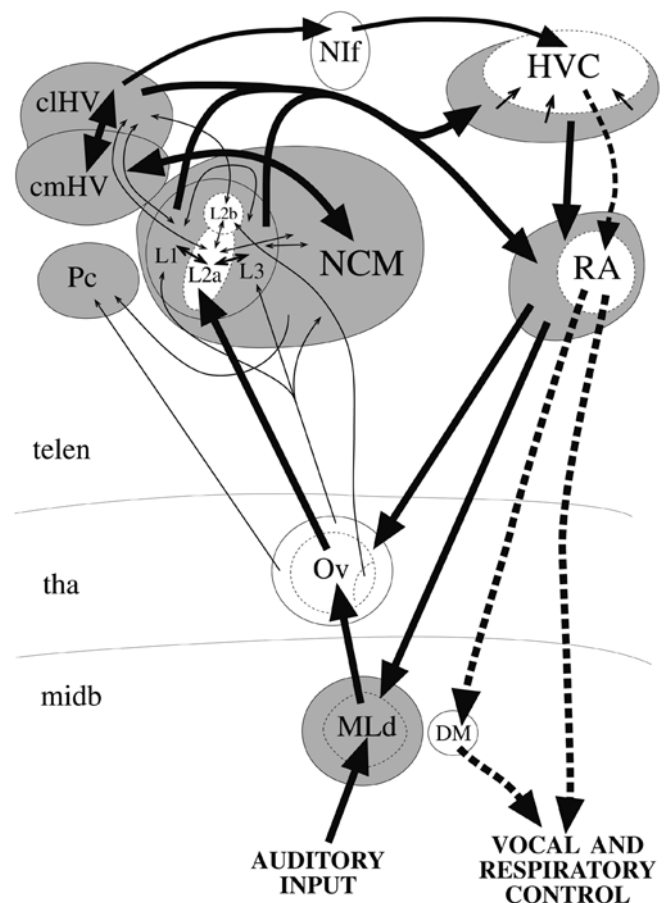 NIf
HVC
clHV
cmHV
L2b
L1
L2a
L3
NCM
Pc
RA
telen
Ov
tha
midb
MLd
DM
AUDITORY
INPUT
VOCAL AND
RESPIRATORY
CONTROL